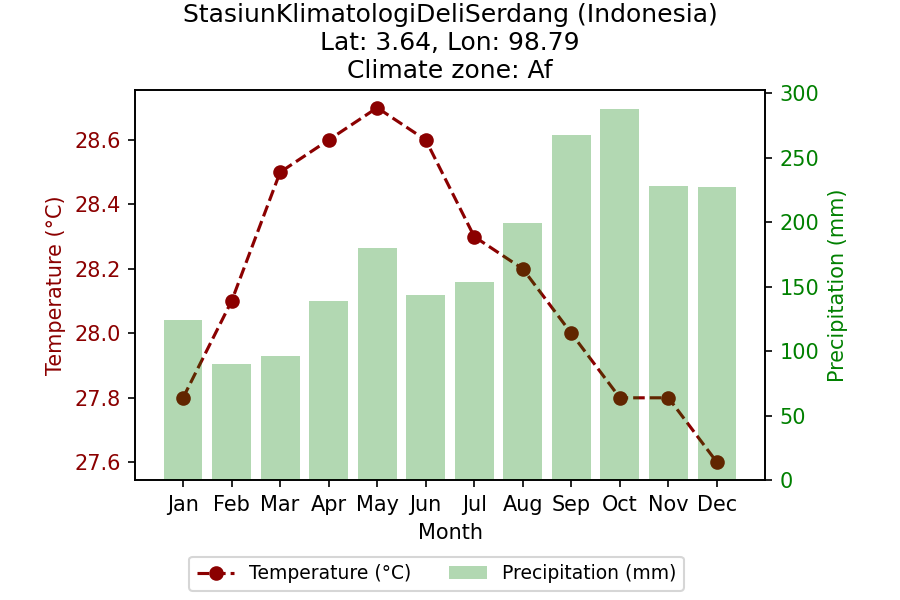 StasiunKlimatologiDeliSerdang (Indonesia)
Lat: 3.64, Lon: 98.79
Climate zone: Af
Temperature (°C)
28.6
28.4
28.2
28.0
27.8
27.6
300
250
200
150
100
50
0
Precipitation (mm)
Jan Feb Mar Apr May Jun Jul Aug Sep Oct Nov Dec
Month
Temperature (°C) Precipitation (mm)